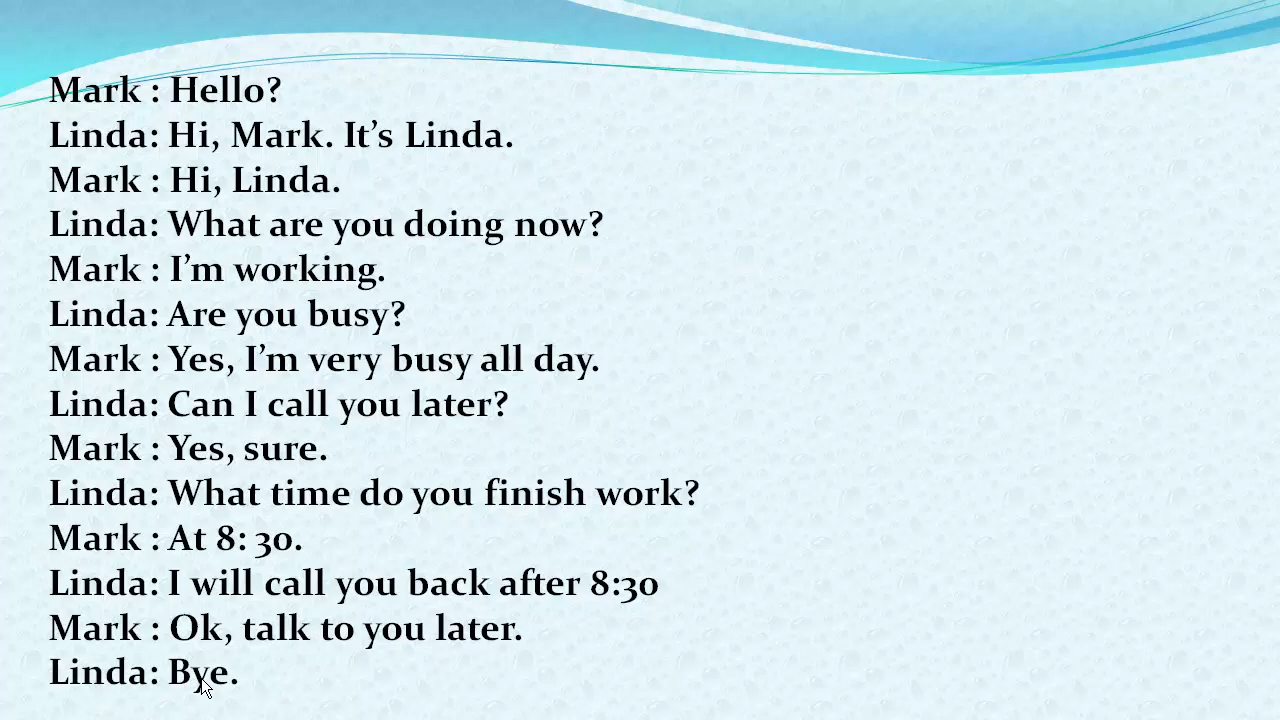 Mark : Hello?
Linda: Hi, Mark. It’s Linda.
Mark : Hi, Linda.
Linda: What are you doing now?
Mark : I’m working.
Linda: Are you busy?
Mark : Yes, I’m very busy all day.
Linda: Can I call you later?
Mark : Yes, sure.
Linda: What time do you finish work?
Mark : At 8: 30.
Linda: I will call you back after 8:30
Mark : Ok, talk to you later.
Linda: Bye.